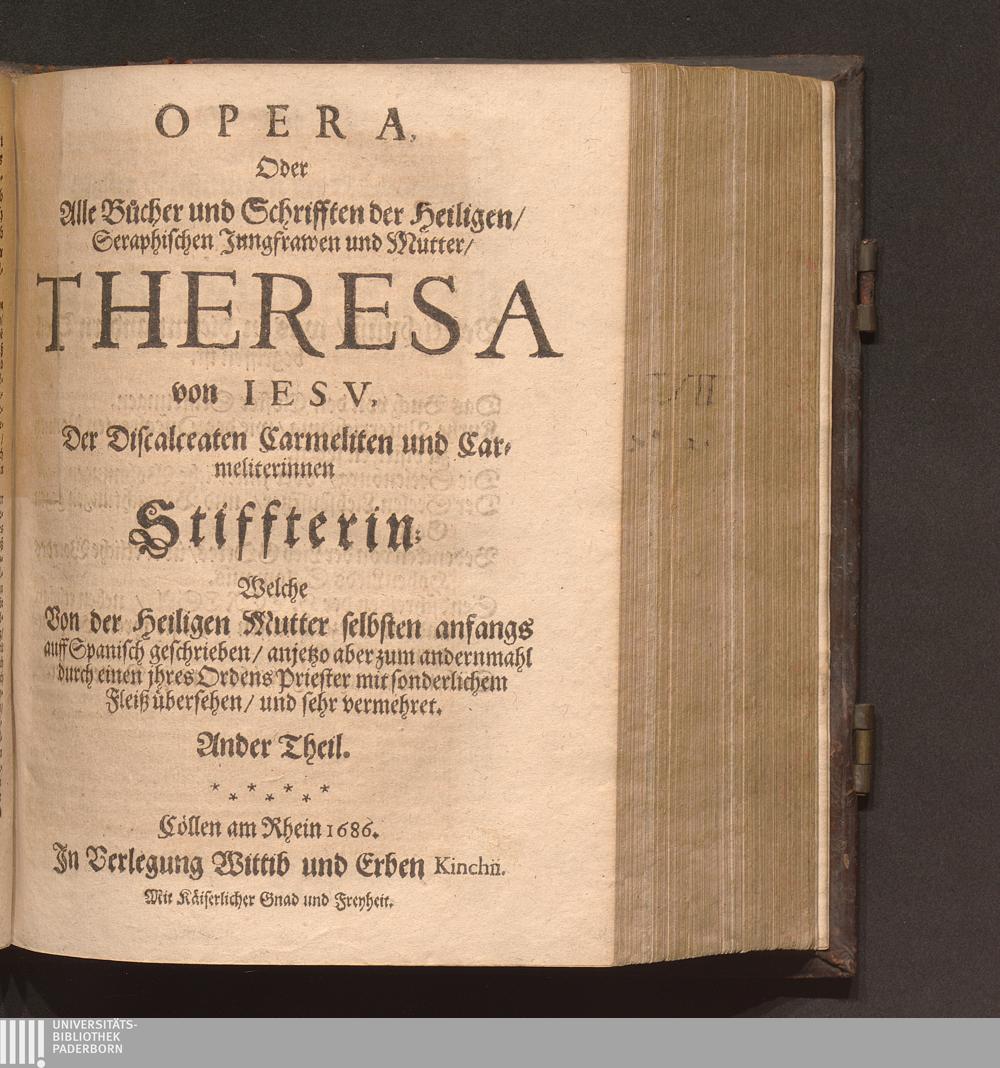 OPERA,
Oder
Alle Bücher und Schrifften der Heiligen/
Seraphischen Jungfrawen und Mütter/
THERESA
von IESV,
Der Discalceaten Carmeliten und Car-
meliterinnen
Stiffterin:
Welche
Von der Heiligen Mutter selbsten anfangs
auff Spanisch geschrieben/ anjetzo aber zum andernmahl
durch einen jhres Ordens Priester mit sonderlichem
Fleiß übersehen/ und sehr vermehret.
Ander Theil.
* * * * * * *
Cöllen am Rhein 1686.
In Verlegung Wittib und Erben Kinchii.
Mit Käiserlicher Gnad und Freyheit.
VII
UNIVERSITÄTS-
BIBLIOTHEK
PADERBORN